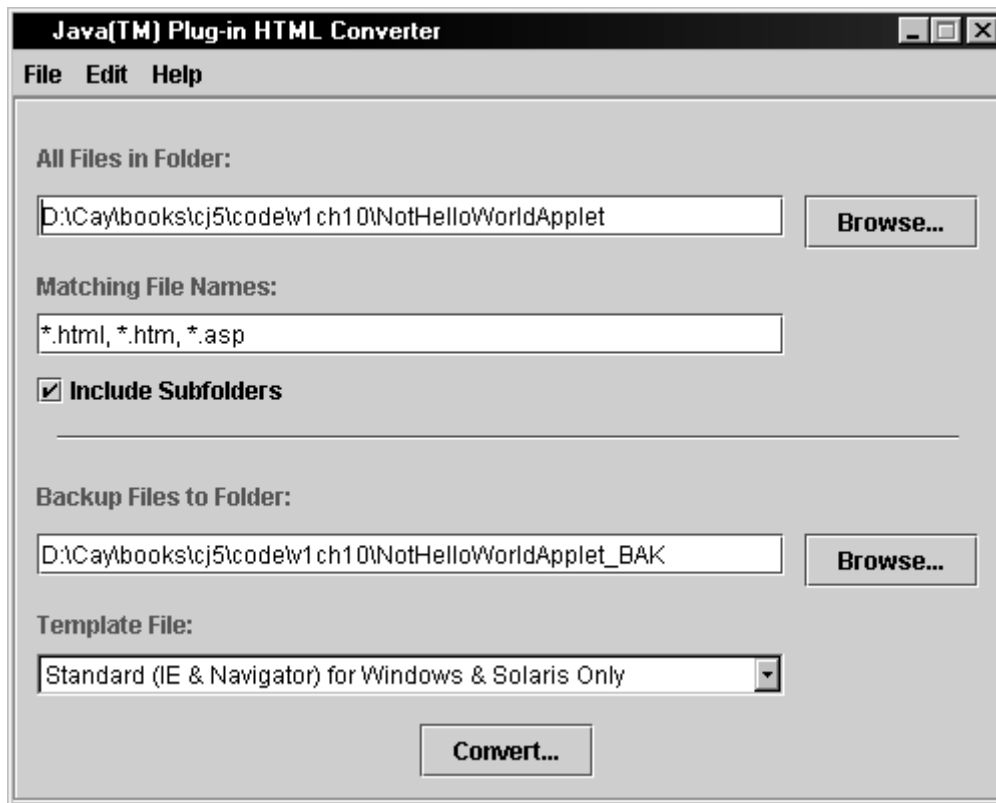 Java(TM) Plug-in HTML Converter
File Edit Help
All Files in Folder:
D:\Cay\books\cj5\code\v1ch10\NotHelloWorldApplet
Browse...
Matching File Names:
*.html, *.htm, *.asp
Include Subfolders
Backup Files to Folder:
D:\Cay\books\cj5\code\v1ch10\NotHelloWorldApplet_BAK
Browse...
Template File:
Standard (IE & Navigator) for Windows & Solaris Only
Convert...